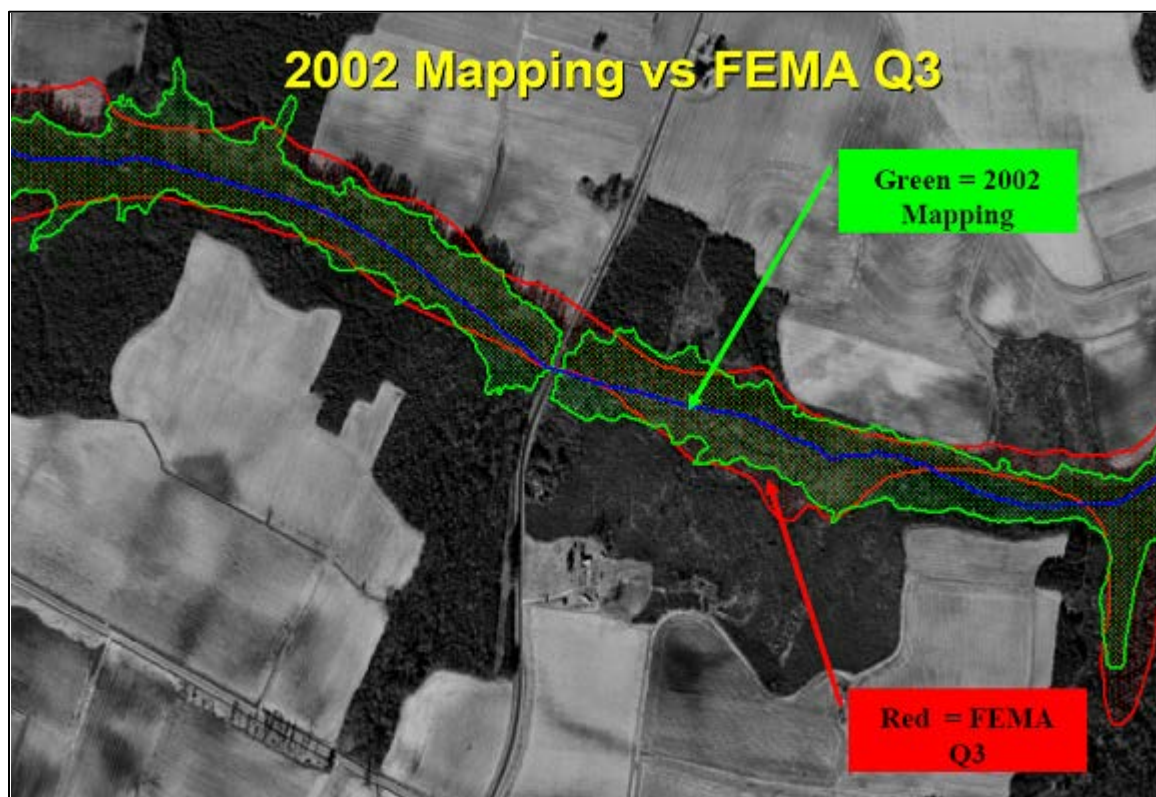 2002 Mapping vs FEMA Q3
Green = 2002
Mapping
Red = FEMA
Q3